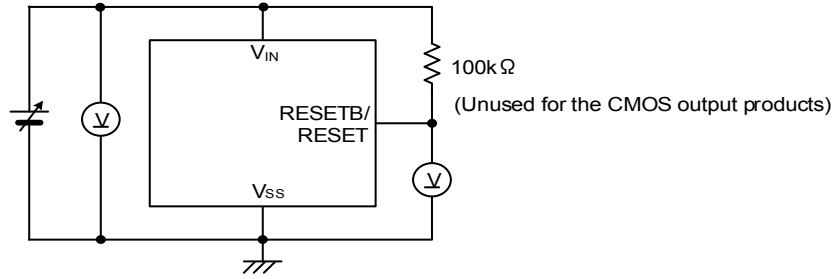 VIN
100kΩ
(Unused for the CMOS output products)
V
RESETB/
RESET
V
VSS